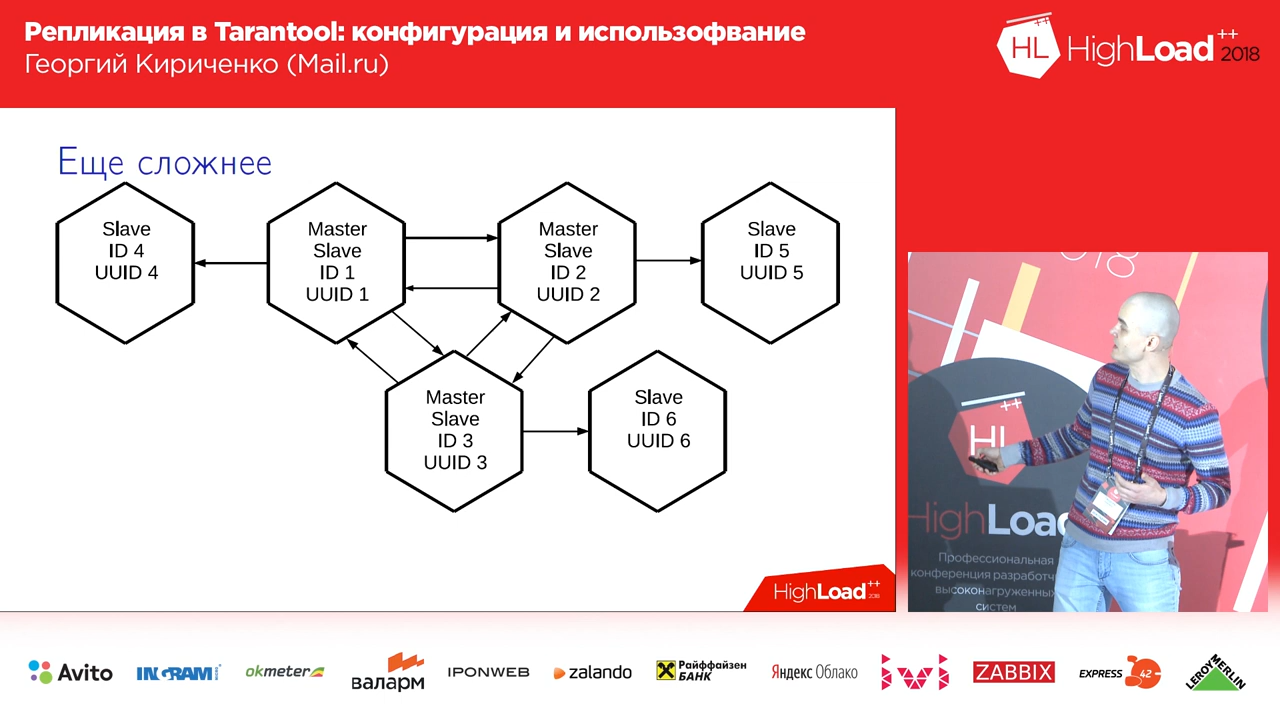 Репликация в Tarantool: конфигурация и использофвание
Георгий Кириченко (Mail.ru)
HL HighLoad++ 2018
Еще сложнее
Slave
ID 4
UUID 4
Master
Slave
ID 1
UUID 1
Master
Slave
ID 2
UUID 2
Slave
ID 5
UUID 5
Master
Slave
ID 3
UUID 3
Slave
ID 6
UUID 6
HighLoad++ 2018
018
HL++
HighLoad
Профессиональная
конференция разработч
высоконагруженных
систем
Avito
INGRAM
okmeter
валарм
IPONWEB
zalando
Райффайзен
БАНК
Яндекс Облако
ivi
ZABBIX
EXPRESS 42
LEROY MERLIN